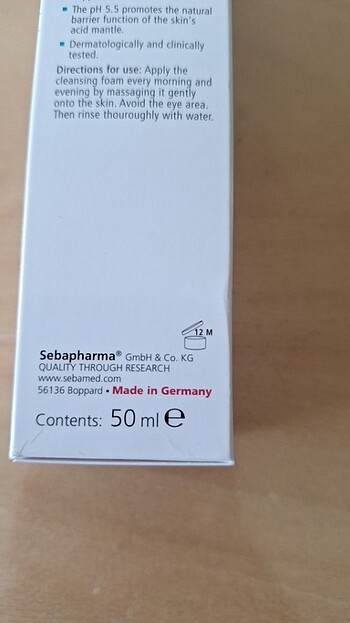 The pH 5.5 promotes the natural
barrier function of the skin's
acid mantle.
Dermatologically and clinically
tested.
Directions for use: Apply the
cleansing foam every morning and
evening by massaging it gently
onto the skin. Avoid the eye area.
Then rinse thouroughly with water.
12 M
Sebapharma® GmbH & Co. KG
QUALITY THROUGH RESEARCH
www.sebamed.com
56136 Boppard • Made in Germany
Contents: 50 ml ℮